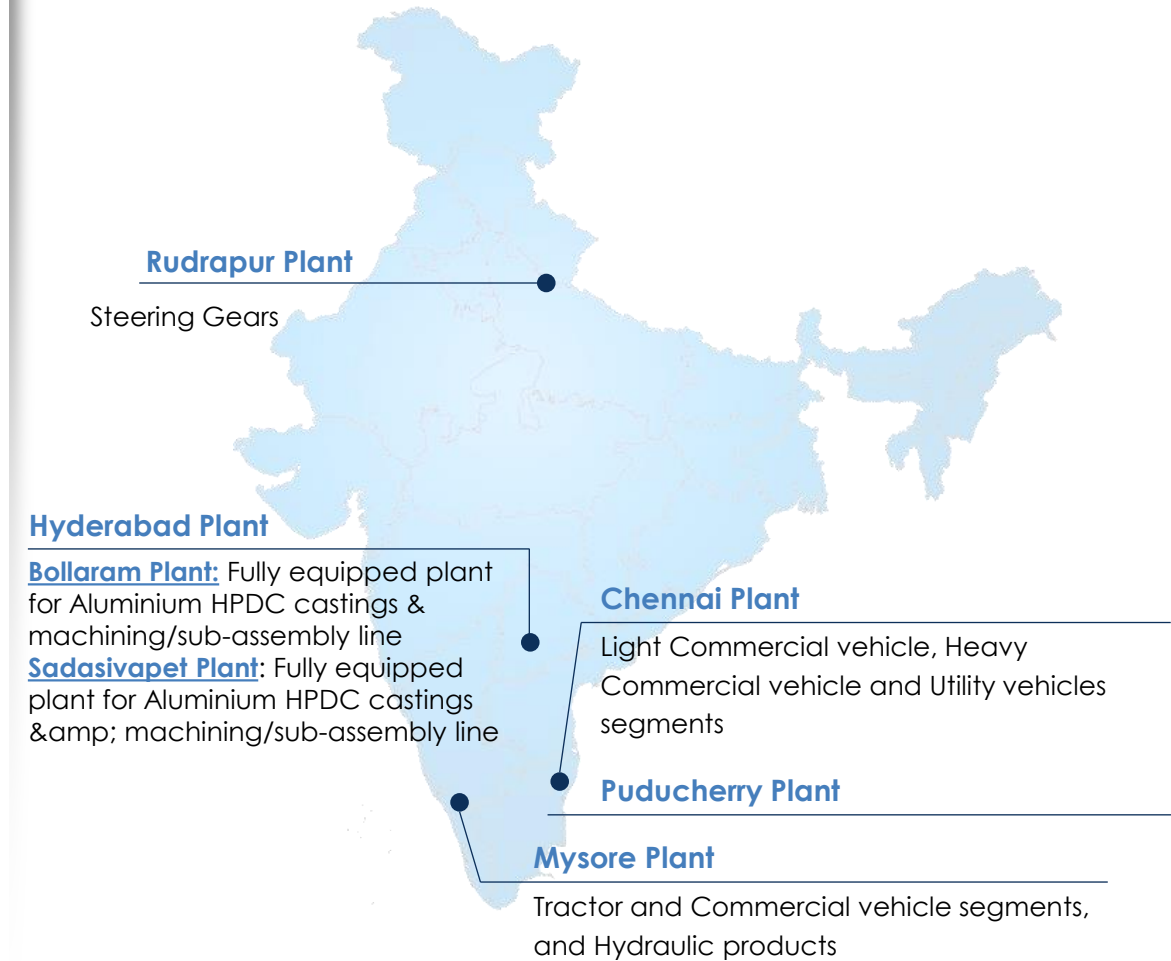 Rudrapur Plant
Steering Gears
Hyderabad Plant
Bollaram Plant: Fully equipped plant
for Aluminium HPDC castings &
machining/sub-assembly line
Sadasivapet Plant: Fully equipped
plant for Aluminium HPDC castings
&amp; machining/sub-assembly line
Chennai Plant
Light Commercial vehicle, Heavy
Commercial vehicle and Utility vehicles
segments
Puducherry Plant
Mysore Plant
Tractor and Commercial vehicle segments,
and Hydraulic products